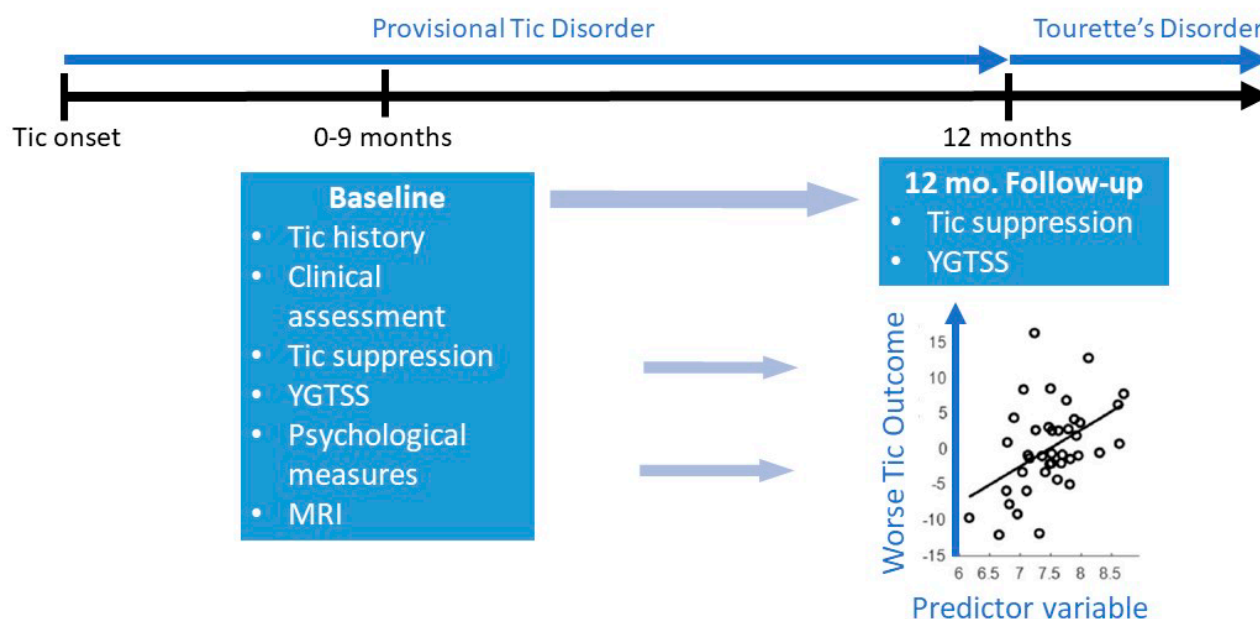 Provisional Tic Disorder
Tourette's Disorder
Tic onset
0-9 months
12 months
Baseline
• Tic history
• Clinical
assessment
• Tic suppression
• YGTSS
• Psychological
measures
• MRI
12 mo. Follow-up
• Tic suppression
• YGTSS
Worse Tic Outcome
15
10
5
0
-5
-10
-15
6 6.5 7 7.5 8 8.5
Predictor variable